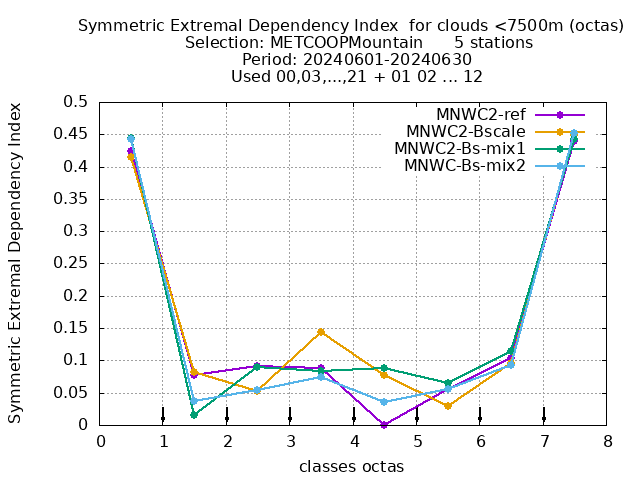 Symmetric Extremal Dependency Index  for clouds <7500m (octas)
Selection: METCOOPMountain      5 stations
Period: 20240601-20240630
Used 00,03,...,21 + 01 02 ... 12
Symmetric Extremal Dependency Index
0.5
0.45
0.4
0.35
0.3
0.25
0.2
0.15
0.1
0.05
0
MNWC2-ref
MNWC2-Bscale
MNWC2-Bs-mix1
MNWC-Bs-mix2
0 1 2 3 4 5 6 7 8
classes octas